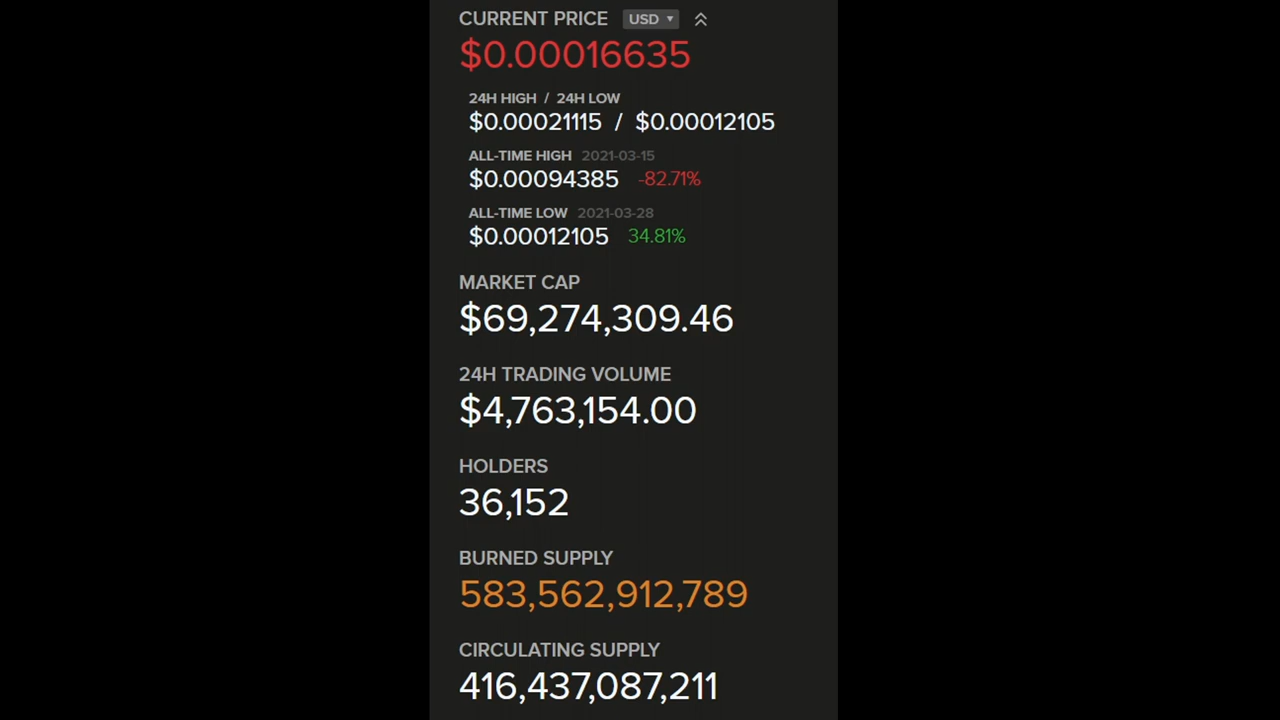 CURRENT PRICE USD
$0.00016635
24H HIGH / 24H LOW
$0.00021115 / $0.00012105
ALL-TIME HIGH 2021-03-15
$0.00094385 -82.71%
ALL-TIME LOW 2021-03-28
$0.00012105 34.81%
MARKET CAP
$69,274,309.46
24H TRADING VOLUME
$4,763,154.00
HOLDERS
36,152
BURNED SUPPLY
583,562,912,789
CIRCULATING SUPPLY
416,437,087,211